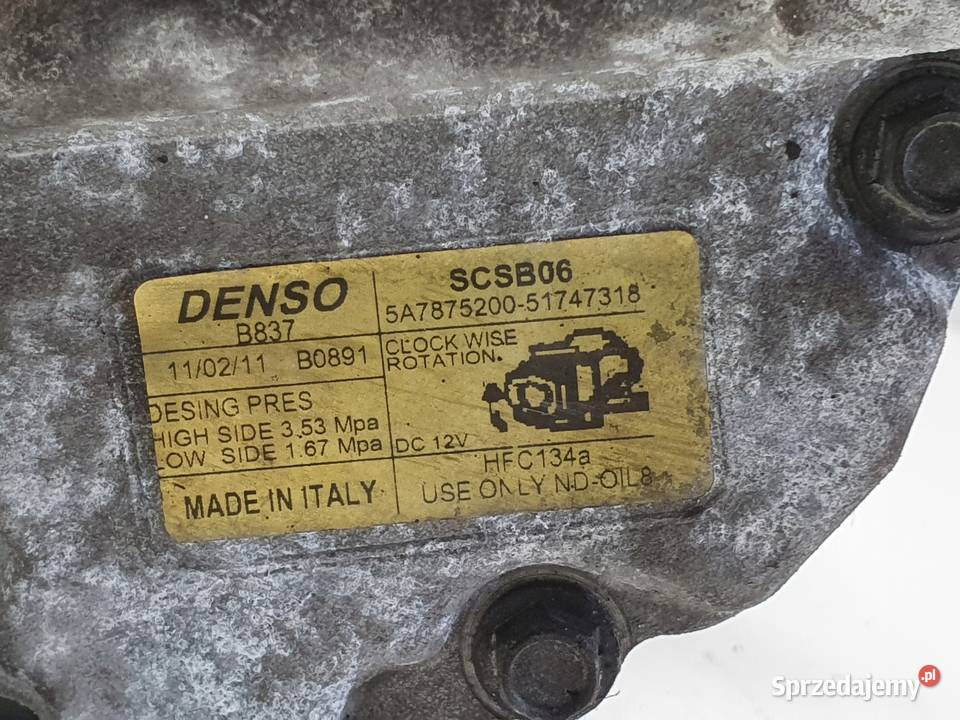 DENSO
B837
11/02/11 B0891
DESING PRES
HIGH SIDE 3.53 Mpa
LOW SIDE 1.67 Mpa
MADE IN ITALY
SCSB06
5A7875200-51747318
CLOCK WISE
ROTATION
DC 12V
HFC134a
USE ONLY ND-OIL8
Sprzedajemy.pl